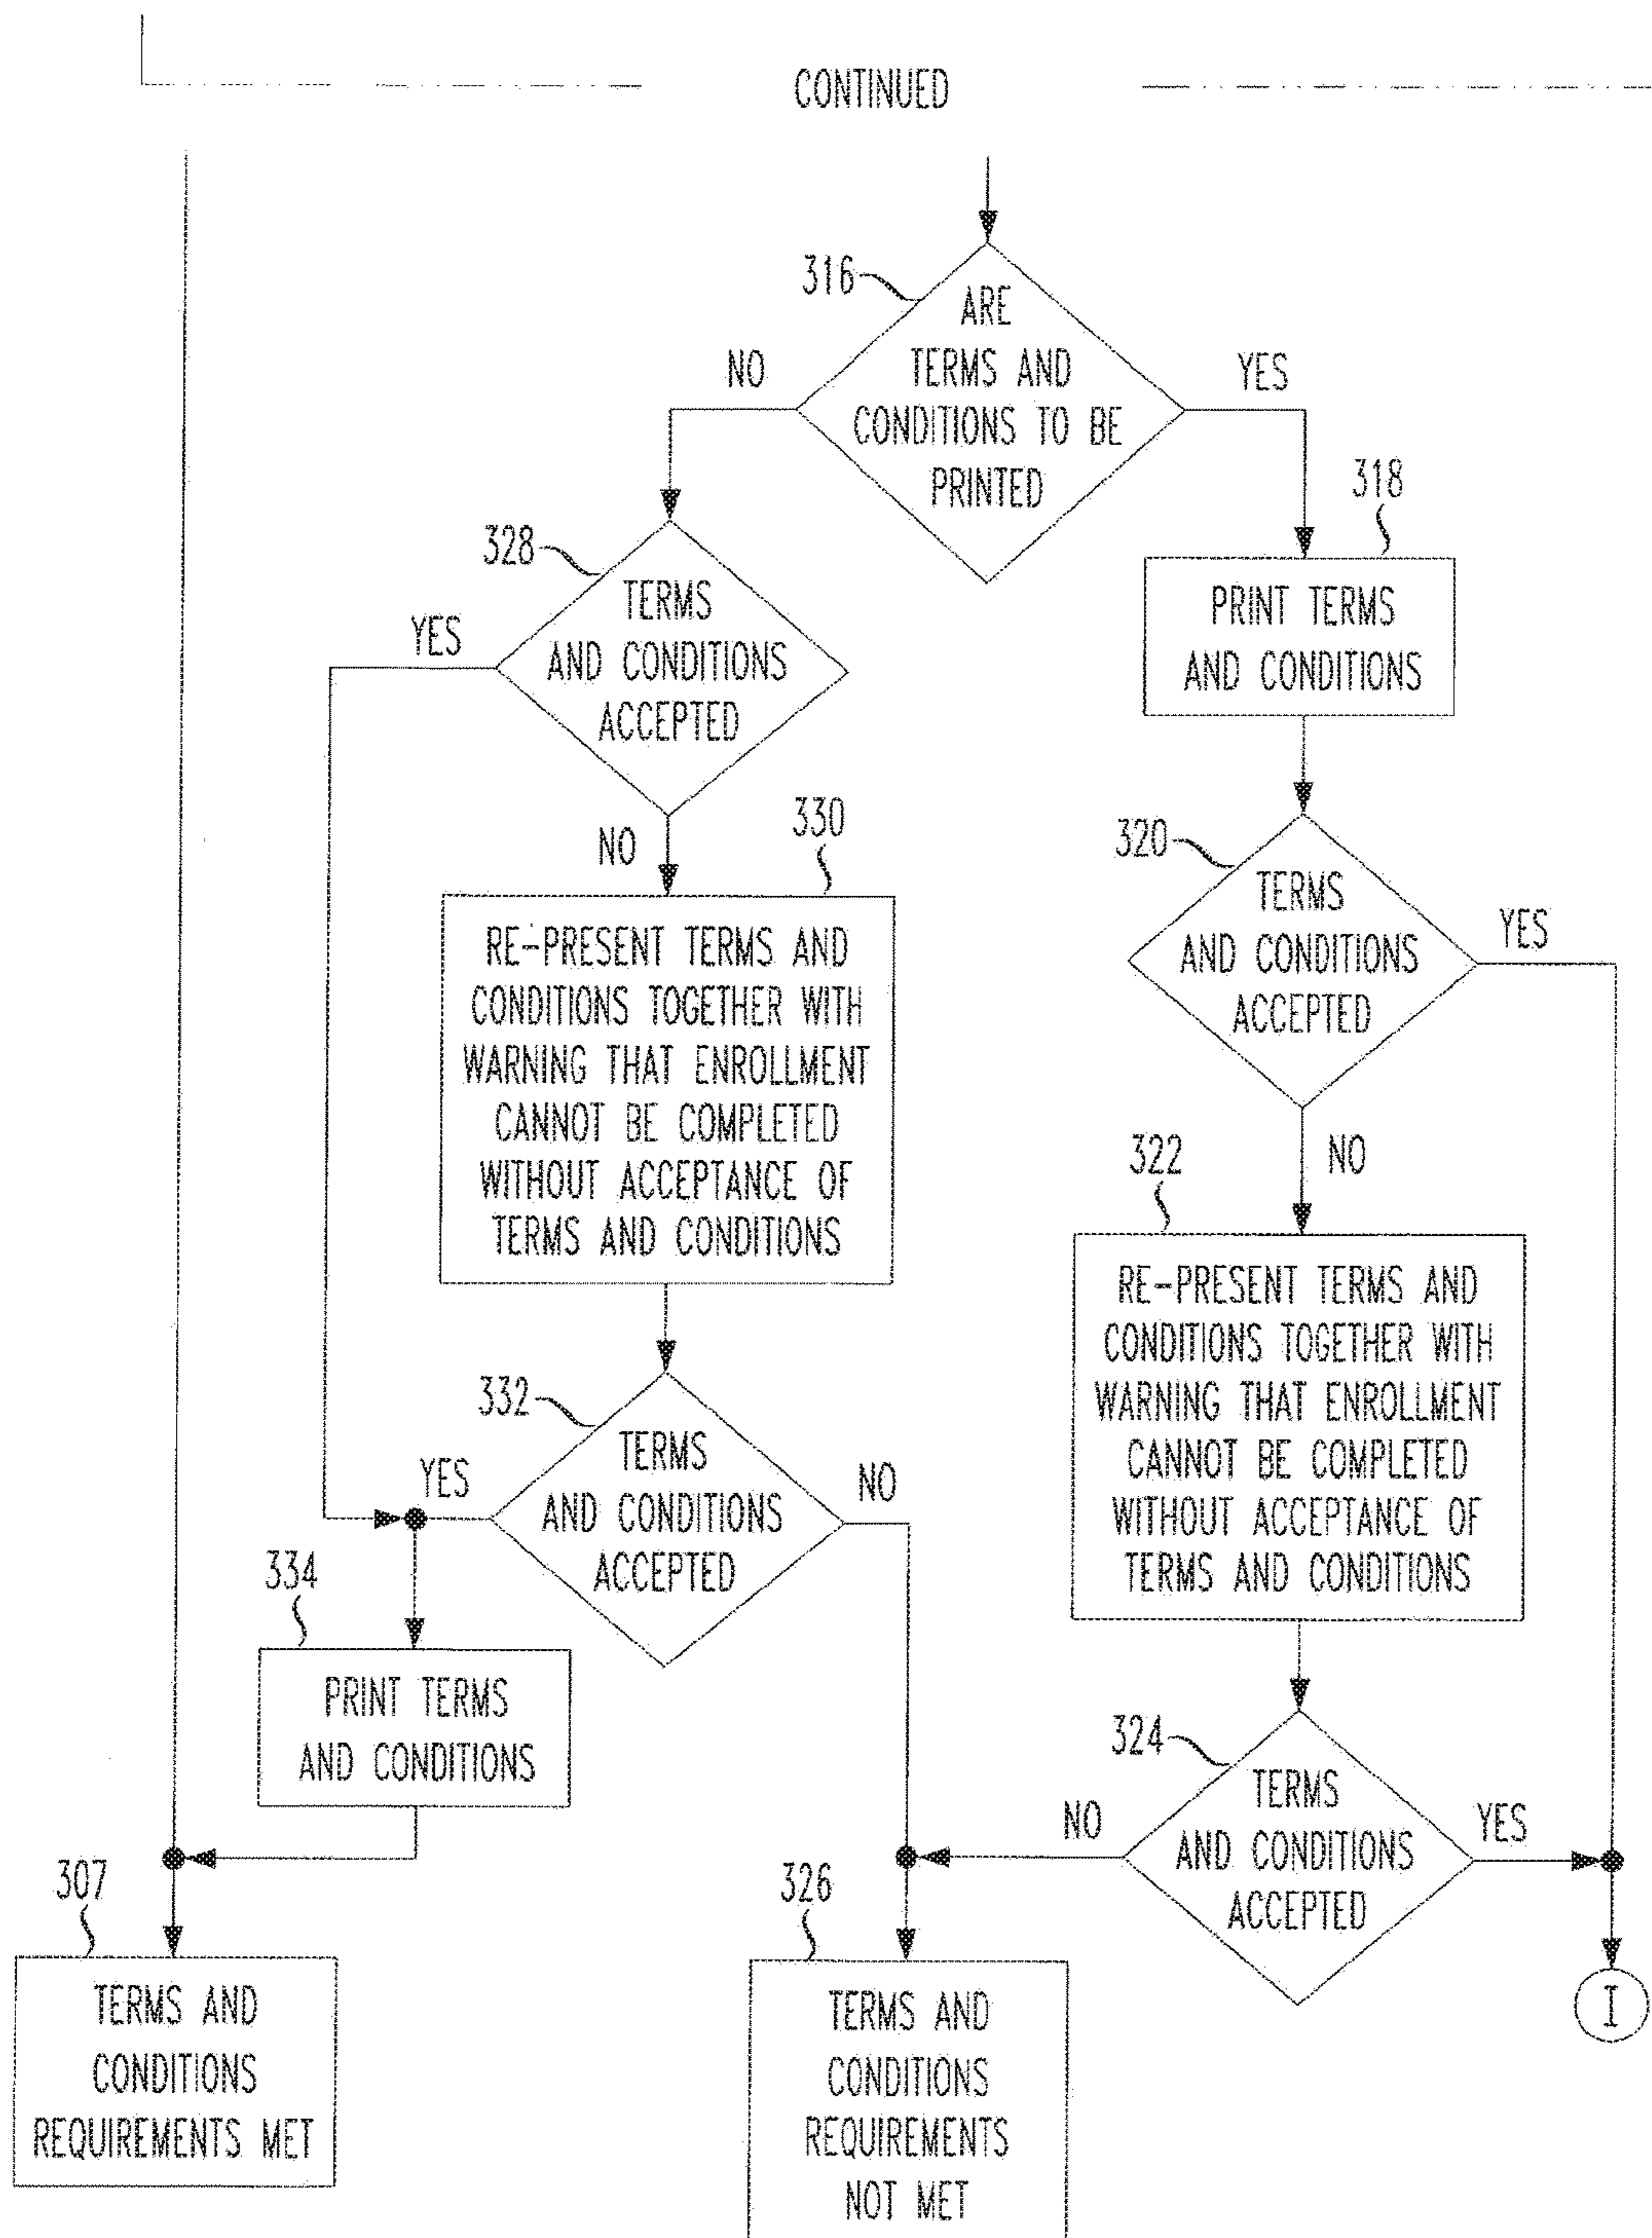 CONTINUED
316
ARE
TERMS AND
CONDITIONS TO BE
PRINTED
NO
YES
318
PRINT TERMS
AND CONDITIONS
328
TERMS
AND CONDITIONS
ACCEPTED
YES
NO
330
RE-PRESENT TERMS AND
CONDITIONS TOGETHER WITH
WARNING THAT ENROLLMENT
CANNOT BE COMPLETED
WITHOUT ACCEPTANCE OF
TERMS AND CONDITIONS
320
TERMS
AND CONDITIONS
ACCEPTED
YES
NO
322
RE-PRESENT TERMS AND
CONDITIONS TOGETHER WITH
WARNING THAT ENROLLMENT
CANNOT BE COMPLETED
WITHOUT ACCEPTANCE OF
TERMS AND CONDITIONS
332
TERMS
AND CONDITIONS
ACCEPTED
YES
NO
334
PRINT TERMS
AND CONDITIONS
324
TERMS
AND CONDITIONS
ACCEPTED
NO
YES
307
TERMS AND
CONDITIONS
REQUIREMENTS MET
326
TERMS AND
CONDITIONS
REQUIREMENTS
NOT MET
I